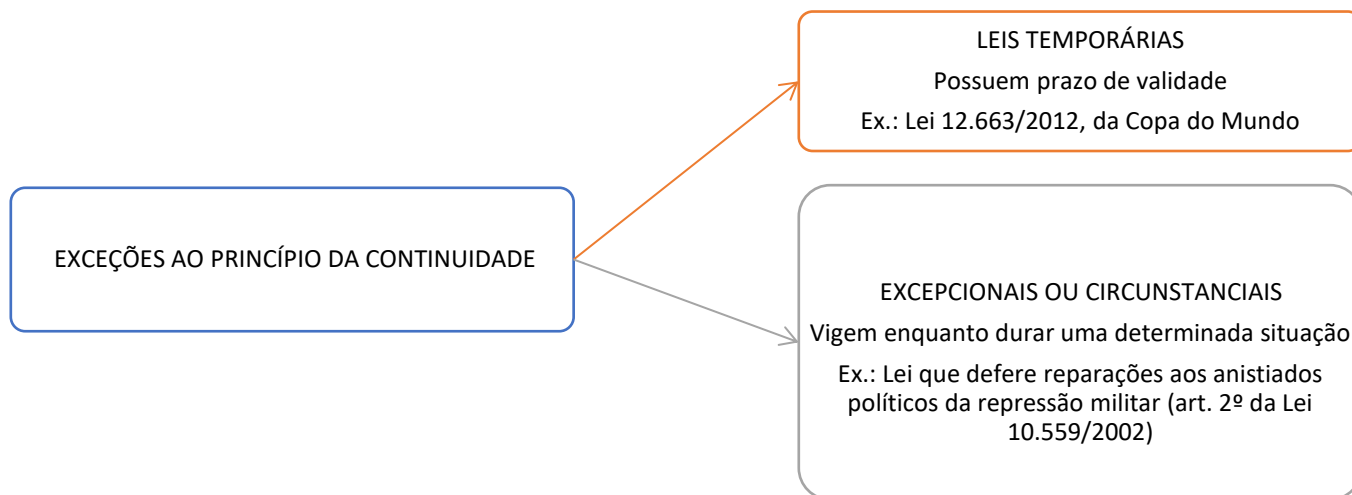 EXCEÇÕES AO PRINCÍPIO DA CONTINUIDADE
LEIS TEMPORÁRIAS
Possuem prazo de validade
Ex.: Lei 12.663/2012, da Copa do Mundo
EXCEPCIONAIS OU CIRCUNSTANCIAIS
Vigem enquanto durar uma determinada situação
Ex.: Lei que defere reparações aos anistiados
políticos da repressão militar (art. 2º da Lei
10.559/2002)